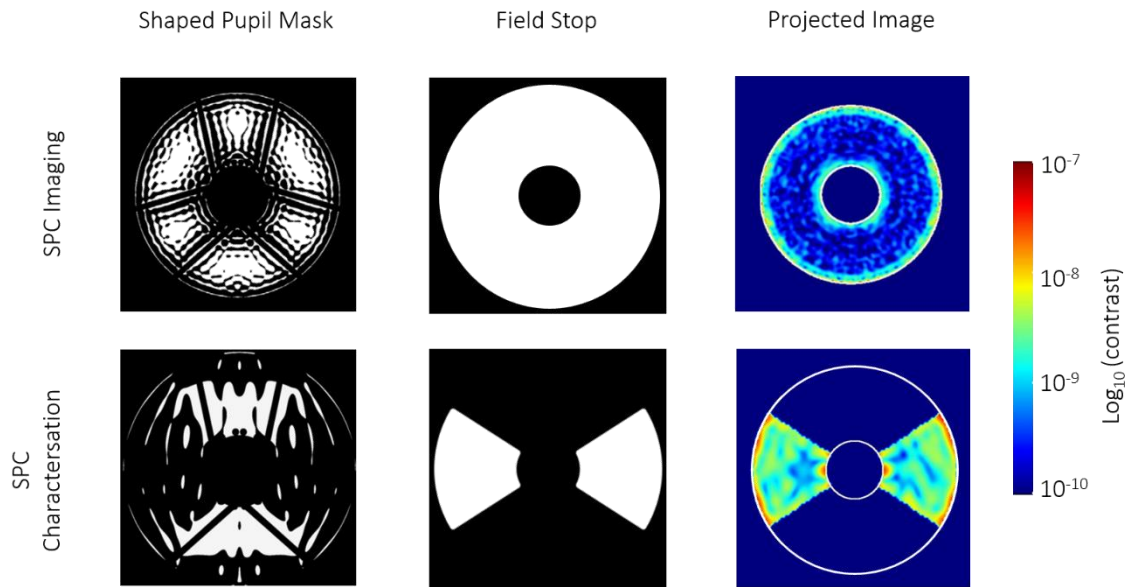 Shaped Pupil Mask
Field Stop
Projected Image
SPC Imaging
SPC
Charactersation
10-7
10-8
10-9
10-10
Log10 (contrast)